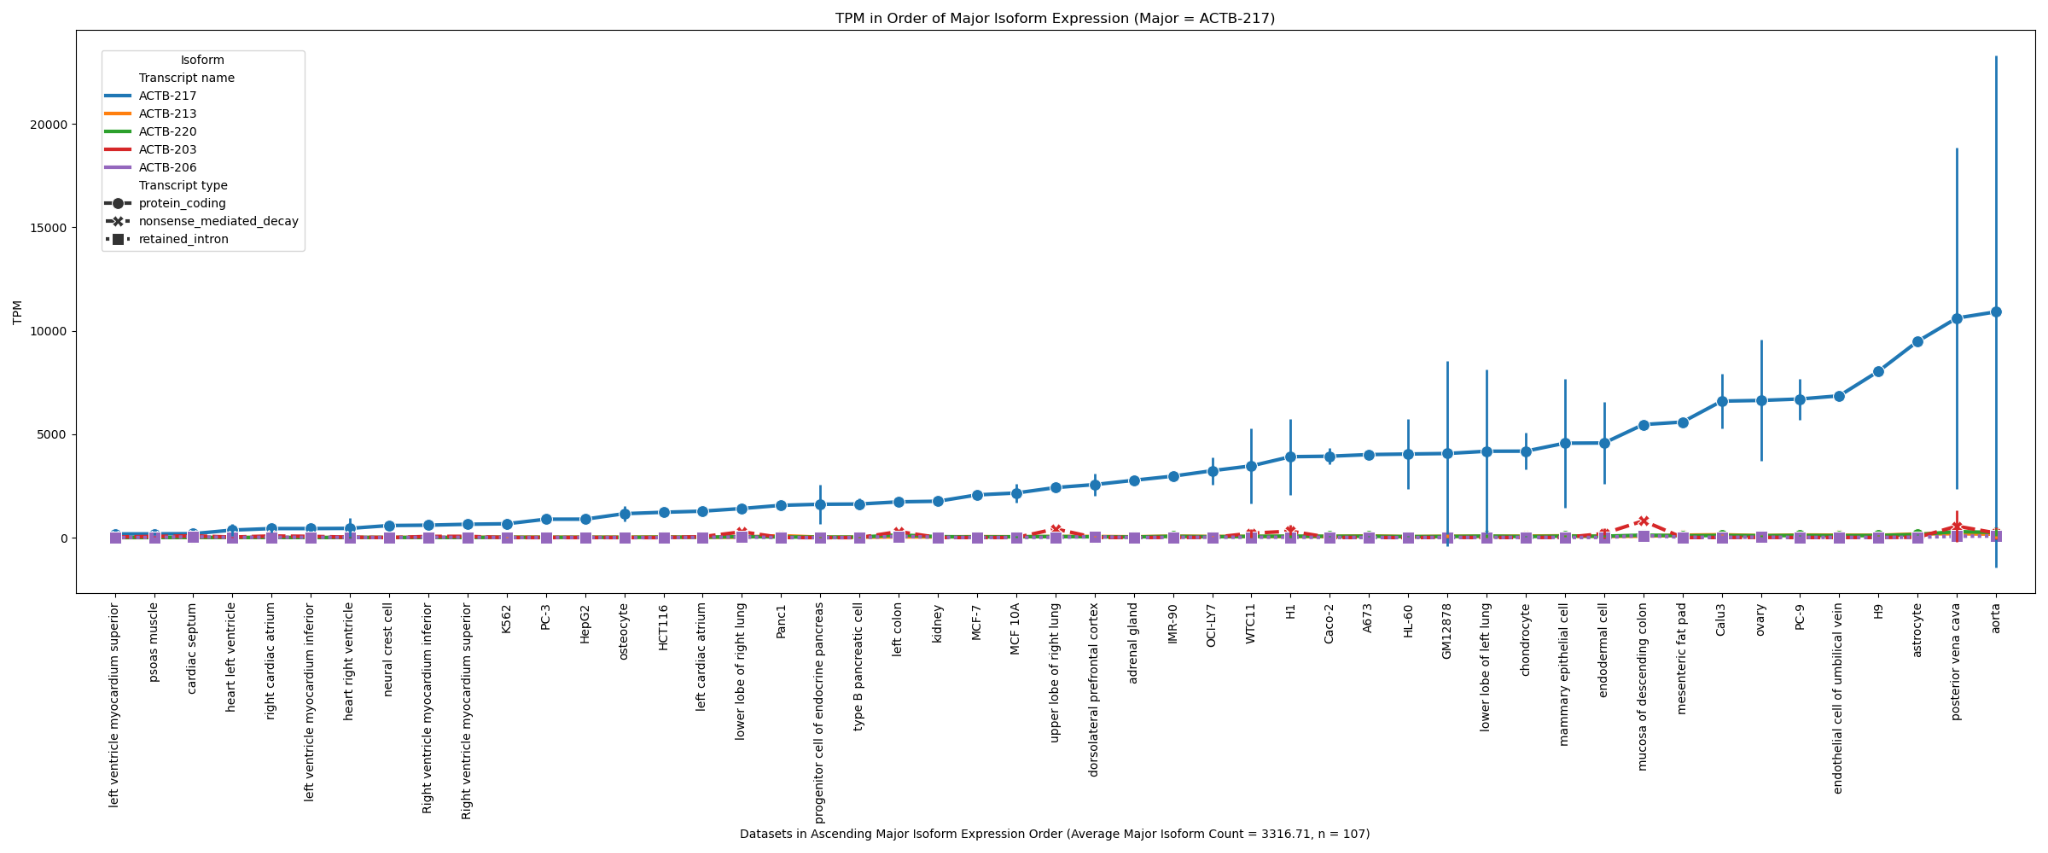 TPM in Order of Major Isoform Expression (Major = ACTB-217)
Isoform
Transcript name
ACTB-217
ACTB-213
ACTB-220
ACTB-203
ACTB-206
Transcript type
protein_coding
nonsense_mediated_decay
retained_intron
TPM
20000
15000
10000
5000
0
left ventricle myocardium superior
psoas muscle
cardiac septum
heart left ventricle
right cardiac atrium
left ventricle myocardium inferior
heart right ventricle
neural crest cell
Right ventricle myocardium inferior
Right ventricle myocardium superior
K562
PC-3
HepG2
osteocyte
HCT116
left cardiac atrium
lower lobe of right lung
Panc1
progenitor cell of endocrine pancreas
type B pancreatic cell
left colon
kidney
MCF-7
MCF 10A
upper lobe of right lung
dorsolateral prefrontal cortex
adrenal gland
IMR-90
OCI-LY7
WTC11
H1
Caco-2
A673
HL-60
GM12878
lower lobe of left lung
chondrocyte
mammary epithelial cell
endodermal cell
mucosa of descending colon
mesenteric fat pad
Calu3
ovary
PC-9
endothelial cell of umbilical vein
H9
astrocyte
posterior vena cava
aorta
Datasets in Ascending Major Isoform Expression Order (Average Major Isoform Count = 3316.71, n = 107)